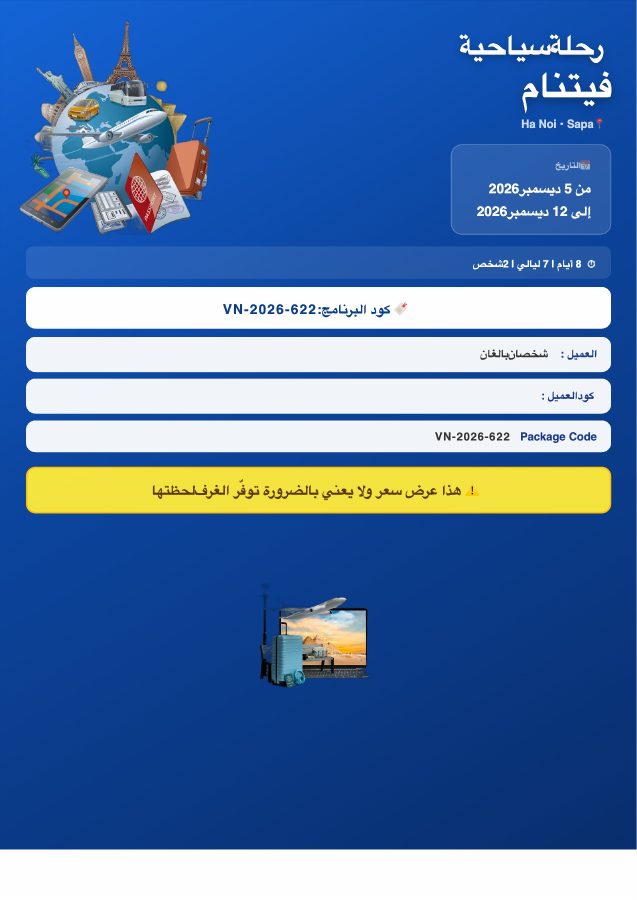 رحلةسياحية
فيتنام
Ha Noi • Sapa
التاريخ
من 5 ديسمبر2026
إلى 12 ديسمبر2026
8 أيام | 7 ليالي | 2شخص
كود البرنامج:VN-2026-622
العميل : شخصانبالغان
كودالعميل :
Package Code VN-2026-622
هذا عرض سعر ولا يعني بالضرورة توفّر الغرفلحظتها
PASSPORT